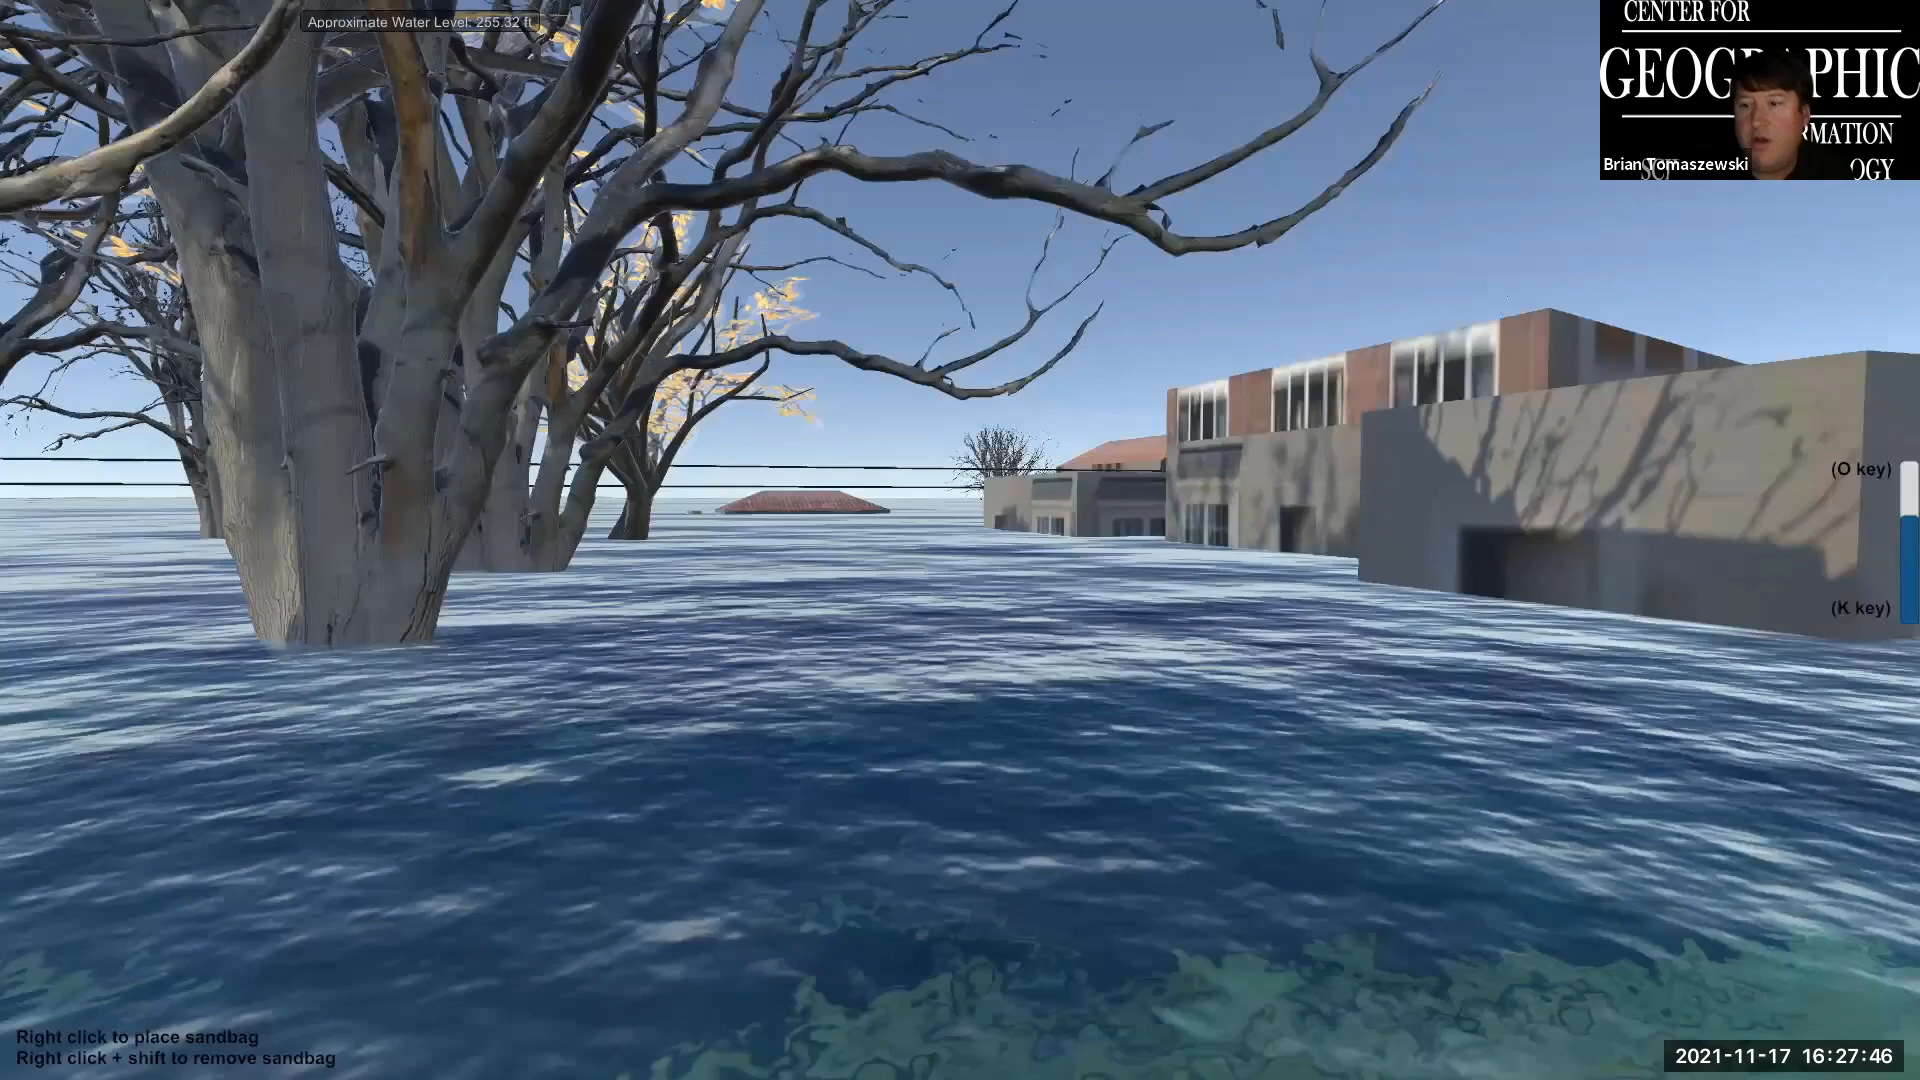 Approximate Water Level: 255.32 ft
CENTER FOR
GEOG PHIC
RMATION
Brian Tomaszewski
OGY
(O key)
(K key)
Right click to place sandbag
Right click + shift to remove sandbag
2021-11-17 16:27:46